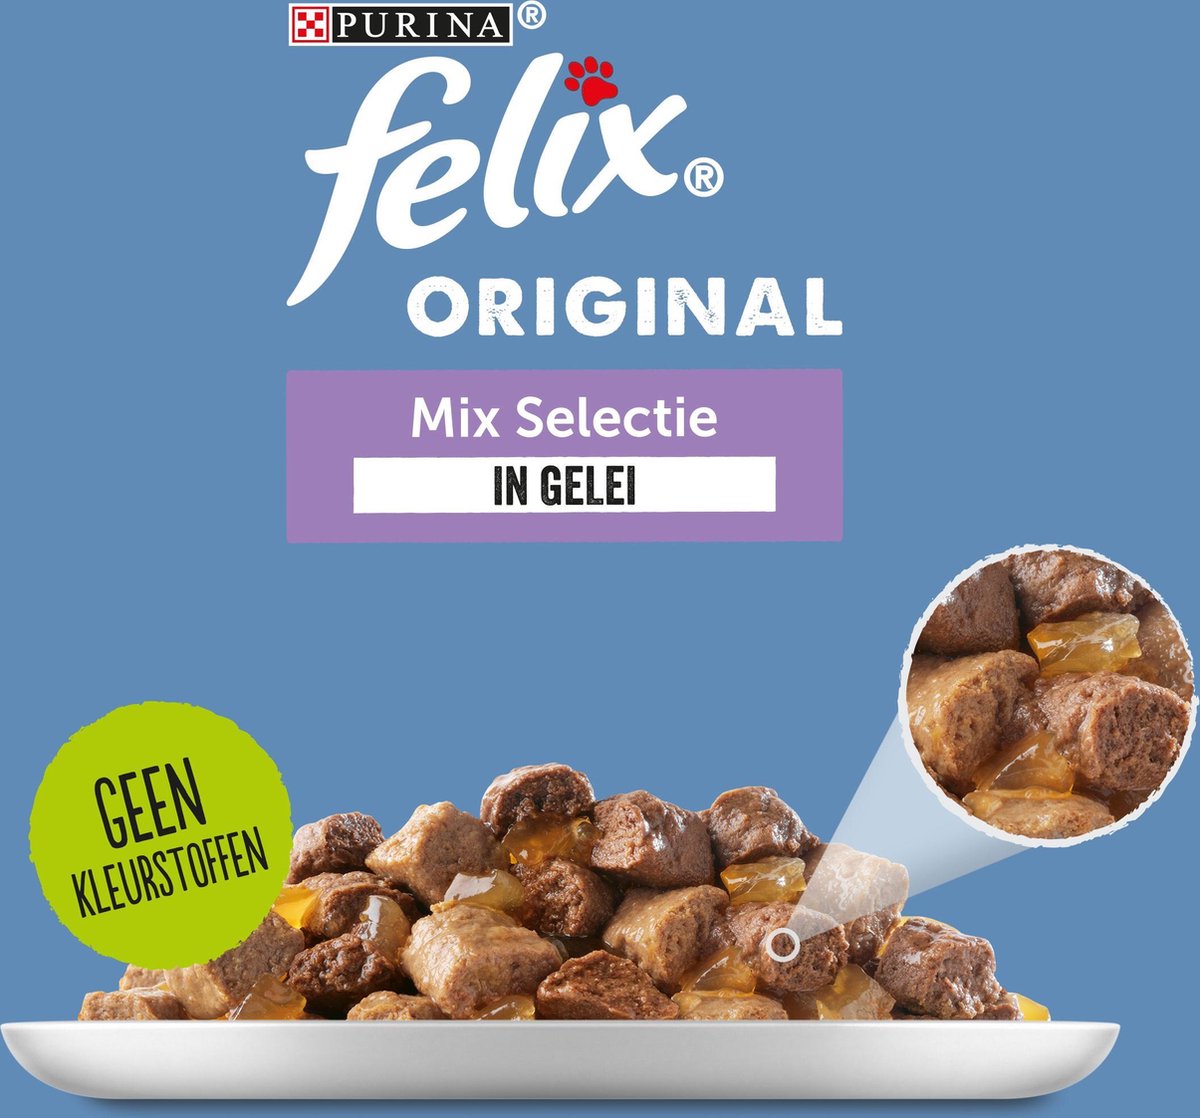 PURINA®
felix®
ORIGINAL
Mix Selectie
IN GELEI
GEEN
KLEURSTOFFEN